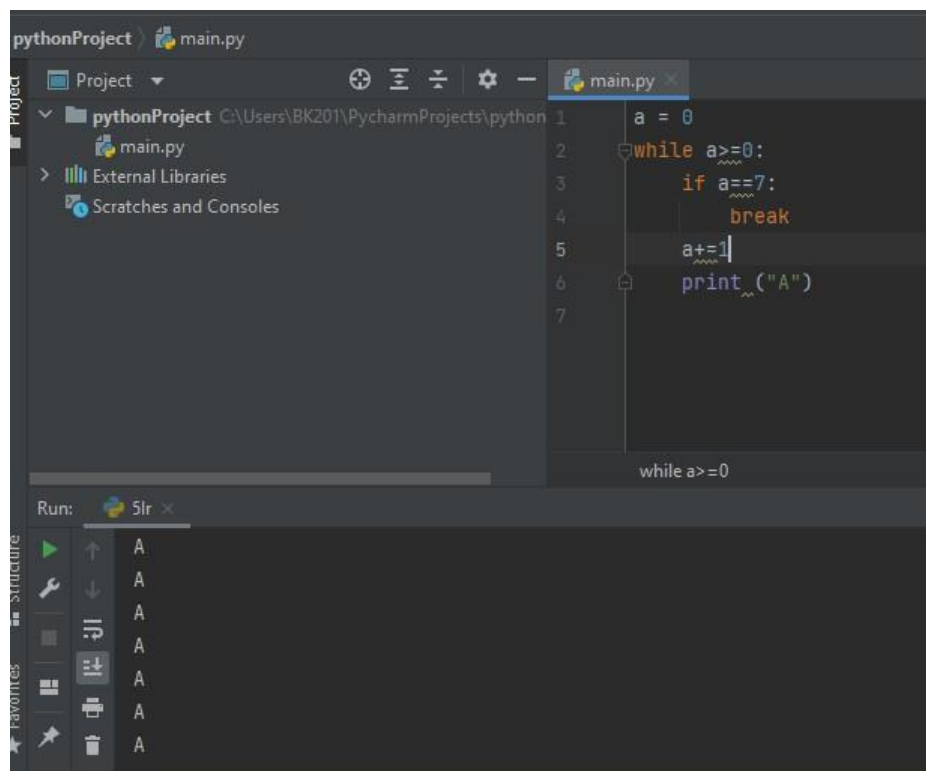 pythonProject main.py
Project
Project
pythonProject C:\Users\BK201\PycharmProjects\python
main.py
External Libraries
Scratches and Consoles
main.py
1 a = 0
2 while a>=0:
3 if a==7:
4 break
5 a+=1
6 print ("A")
7
while a>=0
Run: 5lr
A
A
A
A
A
A
A
Structure
Favorites